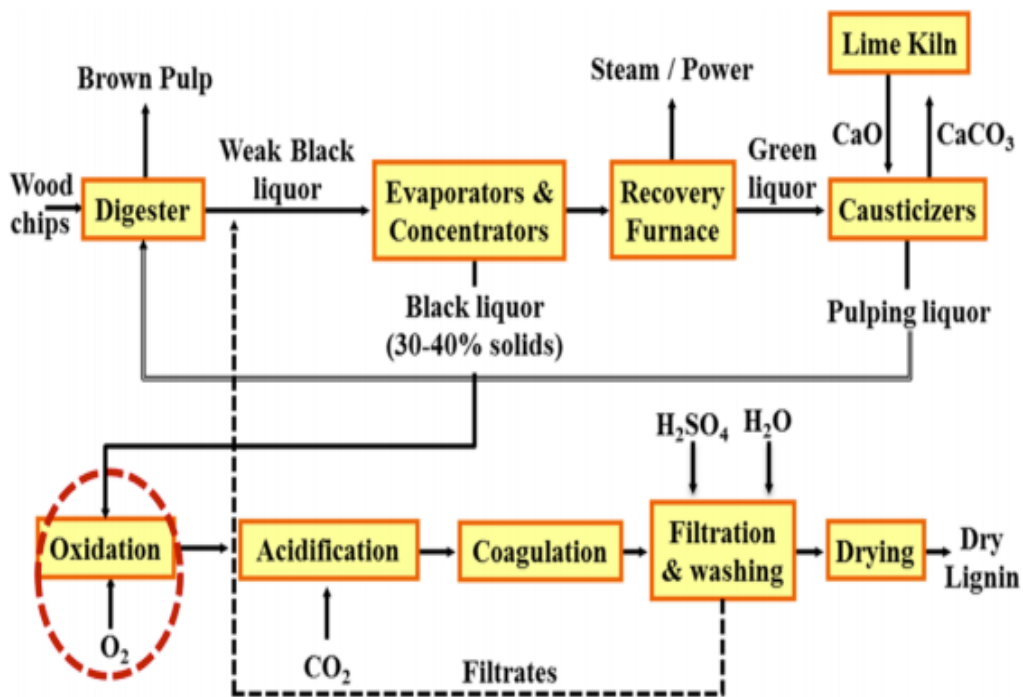 Lime Kiln
Brown Pulp
Steam / Power
CaO
CaCO₃
Weak Black
liquor
Green
liquor
Wood
chips
Digester
Evaporators &
Concentrators
Recovery
Furnace
Causticizers
Black liquor
(30-40% solids)
Pulping liquor
H₂SO₄
H₂O
Oxidation
Acidification
Coagulation
Filtration
& washing
Drying
Dry
Lignin
O₂
CO₂
Filtrates